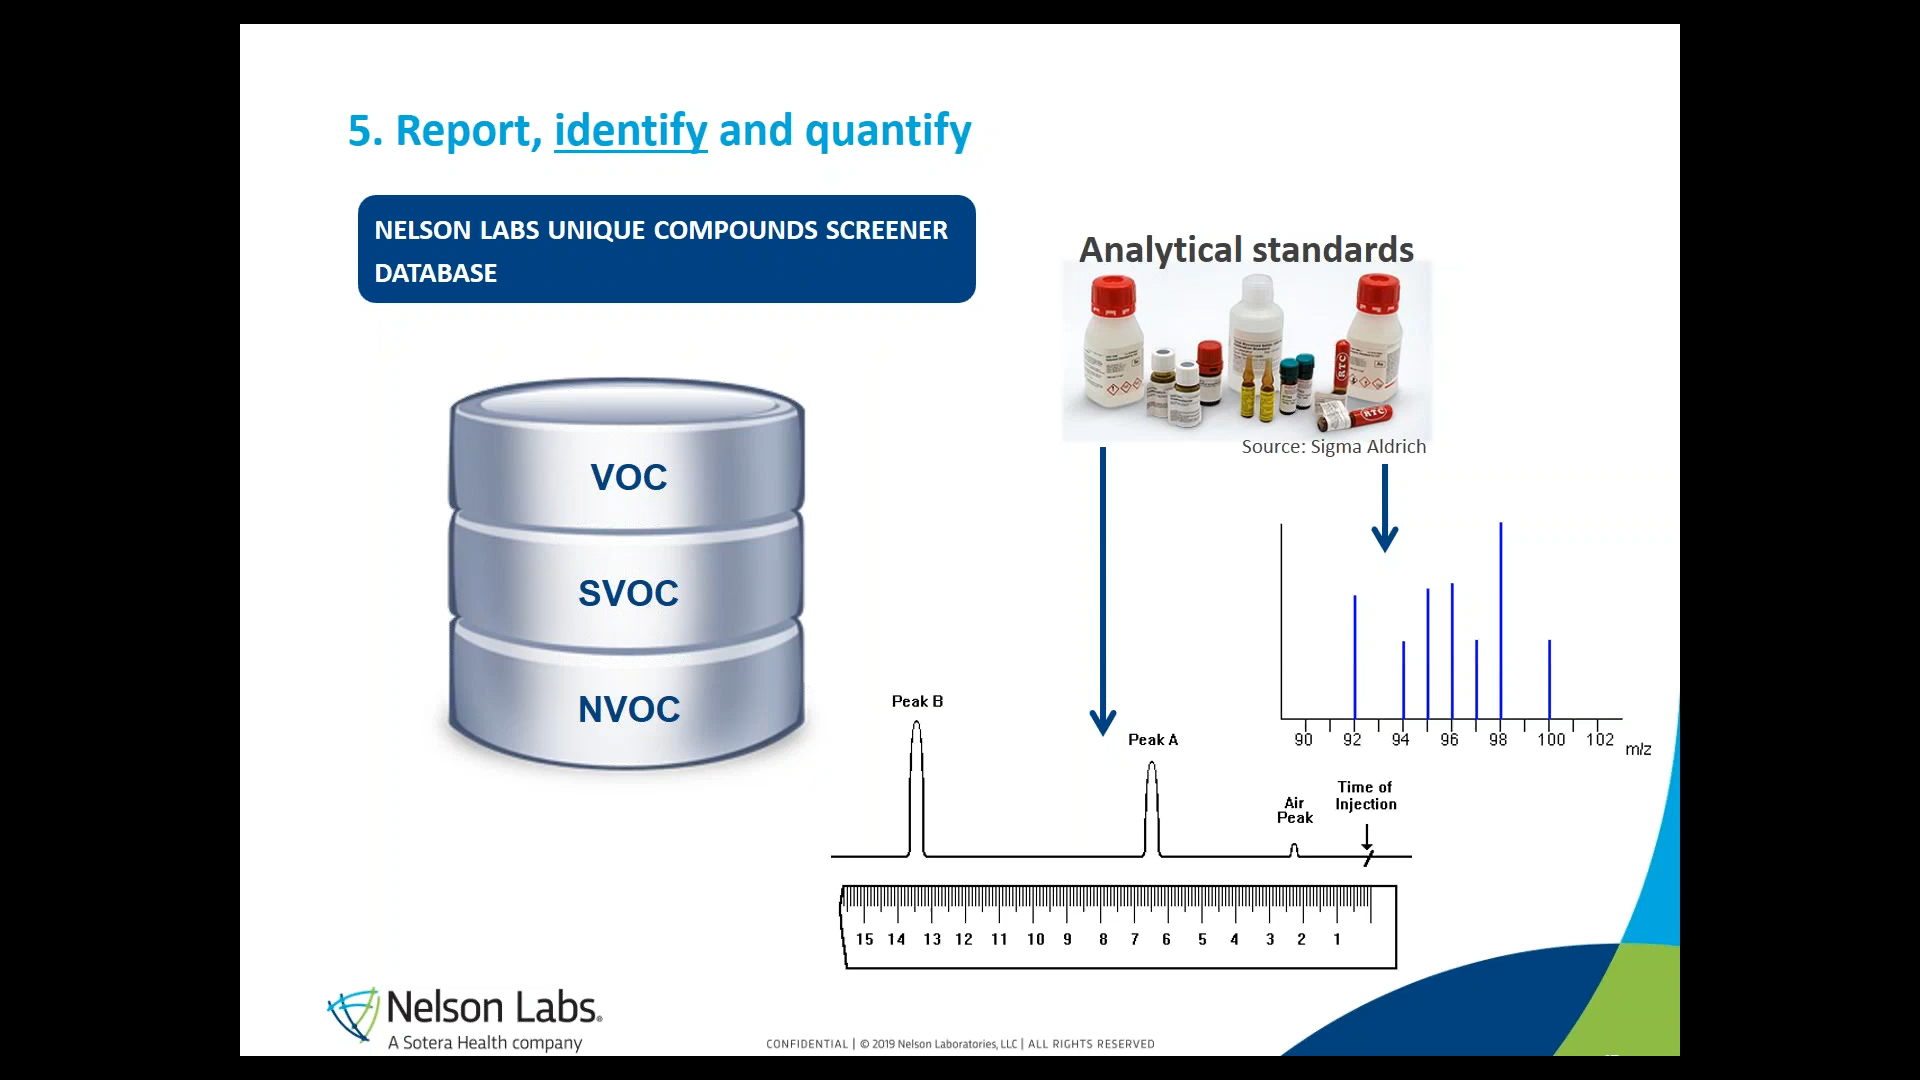 5. Report, identify and quantify
NELSON LABS UNIQUE COMPOUNDS SCREENER
DATABASE
VOC
SVOC
NVOC
Analytical standards
RTC
RTC
Source: Sigma Aldrich
90 92 94 96 98 100 102 m/z
Peak B
Peak A
Air
Peak
Time of
Injection
15 14 13 12 11 10 9 8 7 6 5 4 3 2 1
Nelson Labs®
A Sotera Health company
CONFIDENTIAL | © 2019 Nelson Laboratories, LLC | ALL RIGHTS RESERVED